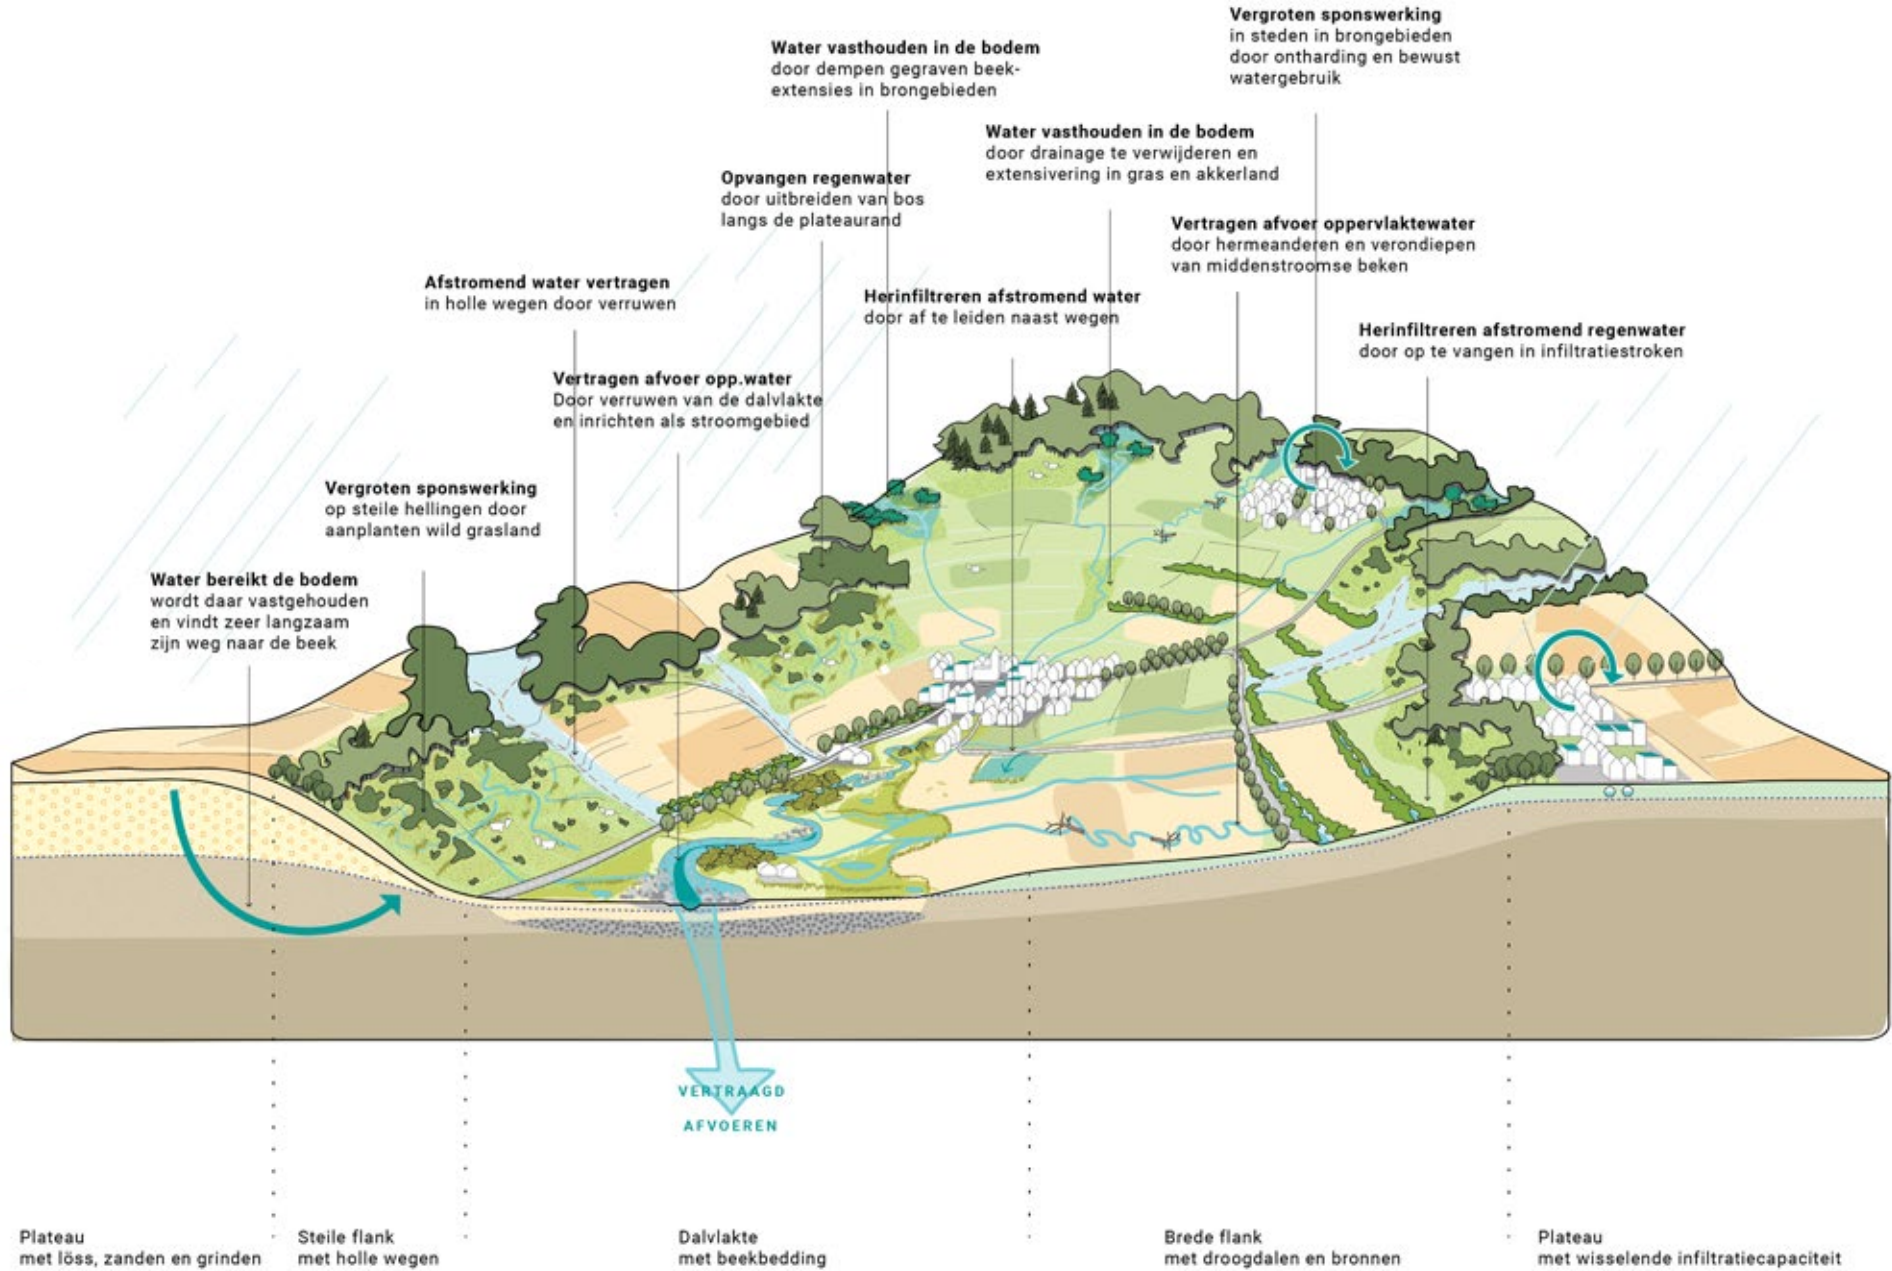 Vergroten sponswerking
in steden in brongebieden
door ontharding en bewust
watergebruik
Water vasthouden in de bodem
door dempen gegraven beek-
extensies in brongebieden
Water vasthouden in de bodem
door drainage te verwijderen en
extensivering in gras en akkerland
Opvangen regenwater
door uitbreiden van bos
langs de plateaurand
Vertragen afvoer oppervlaktewater
door hermeanderen en verondiepen
van middenstroomse beken
Afstromend water vertragen
in holle wegen door verruwen
Herinfiltreren afstromend water
door af te leiden naast wegen
Herinfiltreren afstromend regenwater
door op te vangen in infiltratiestroken
Vertragen afvoer opp.water
Door verruwen van de dalvlakte
en inrichten als stroomgebied
Vergroten sponswerking
op steile hellingen door
aanplanten wild grasland
Water bereikt de bodem
wordt daar vastgehouden
en vindt zeer langzaam
zijn weg naar de beek
VERTRAAGD
AFVOEREN
Plateau
met löss, zanden en grinden
Steile flank
met holle wegen
Dalvlakte
met beekbedding
Brede flank
met droogdalen en bronnen
Plateau
met wisselende infiltratiecapaciteit